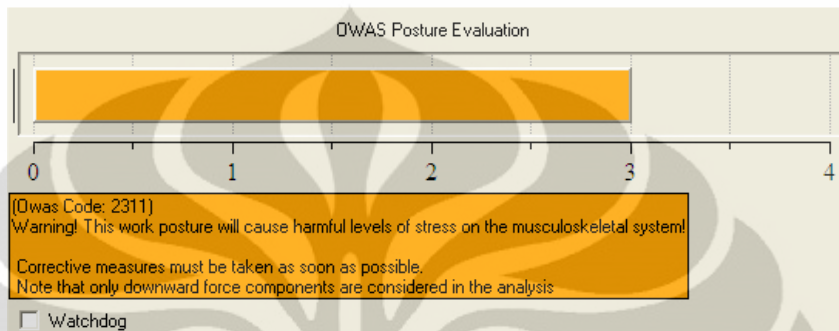 OWAS Posture Evaluation
0 1 2 3 4
(Owas Code: 2311)
Warning! This work posture will cause harmful levels of stress on the musculoskeletal system!
Corrective measures must be taken as soon as possible.
Note that only downward force components are considered in the analysis
Watchdog